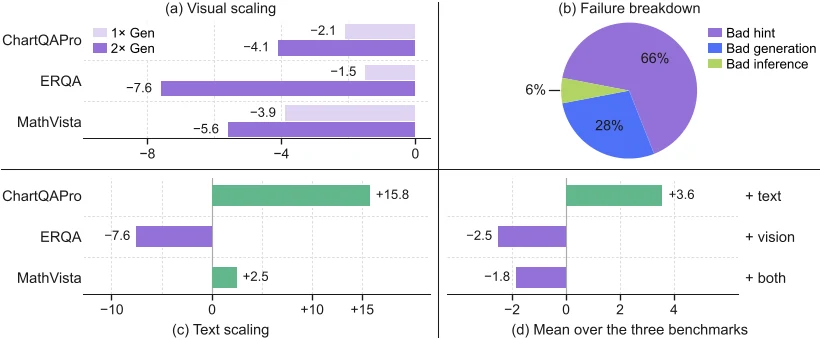 (a) Visual scaling
1× Gen
2× Gen
ChartQAPro
ERQA
MathVista
−2.1
−4.1
−1.5
−7.6
−3.9
−5.6
−8 −4 0
(b) Failure breakdown
Bad hint
Bad generation
Bad inference
66%
6%
28%
ChartQAPro +15.8
ERQA −7.6
MathVista +2.5
−10 0 +10 +15
(c) Text scaling
+3.6 + text
−2.5 + vision
−1.8 + both
−2 0 2 4
(d) Mean over the three benchmarks